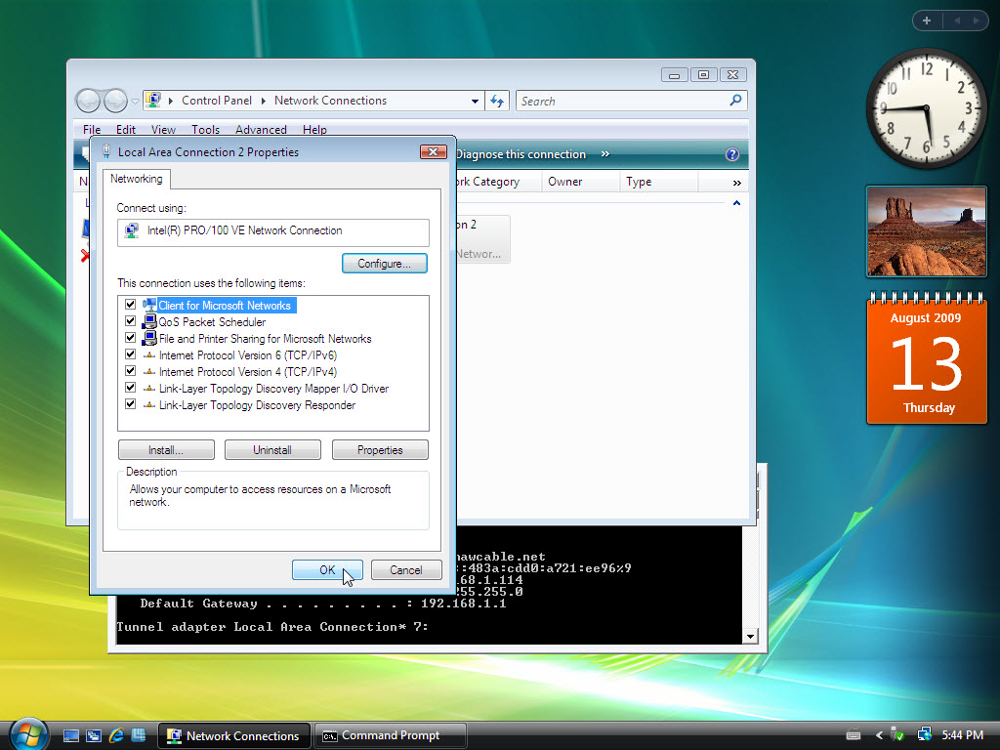 Control Panel ▸ Network Connections
Search
File Edit View Tools Advanced Help
Diagnose this connection »
rk Category Owner Type »
on 2
Networ...
Local Area Connection 2 Properties
Networking
Connect using:
Intel(R) PRO/100 VE Network Connection
Configure...
This connection uses the following items:
Client for Microsoft Networks
QoS Packet Scheduler
File and Printer Sharing for Microsoft Networks
Internet Protocol Version 6 (TCP/IPv6)
Internet Protocol Version 4 (TCP/IPv4)
Link-Layer Topology Discovery Mapper I/O Driver
Link-Layer Topology Discovery Responder
Install... Uninstall Properties
Description
Allows your computer to access resources on a Microsoft
network.
OK Cancel
hawcable.net
::483a:cdd0:a721:ee96%9
68.1.114
255.255.0
Default Gateway . . . . . . . . . : 192.168.1.1
Tunnel adapter Local Area Connection* 7:
12
11 1
10 2
9 3
8 4
7 5
6
August 2009
13
Thursday
Network Connections
Command Prompt
5:44 PM